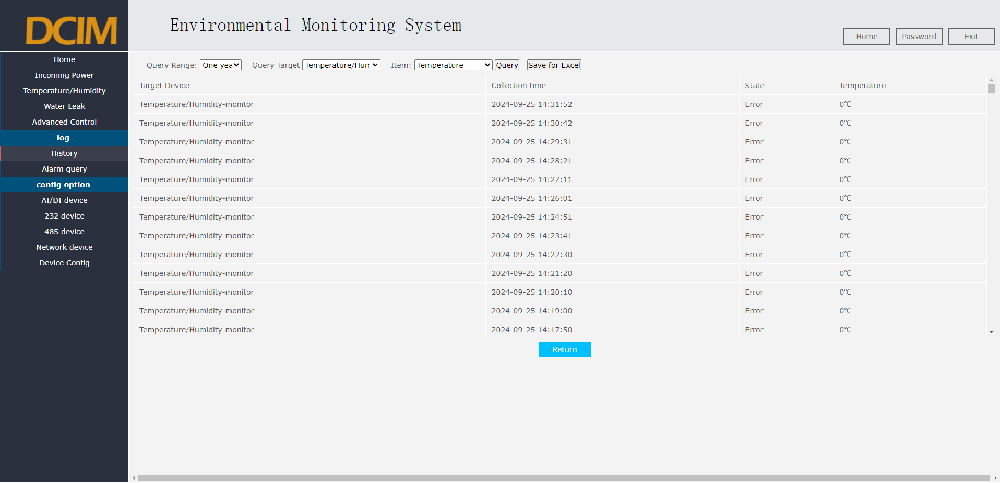 DCIM
Environmental Monitoring System
Home Password Exit
Home
Incoming Power
Temperature/Humidity
Water Leak
Advanced Control
log
History
Alarm query
config option
AI/DI device
232 device
485 device
Network device
Device Config
Query Range: One yea Query Target Temperature/Hum Item: Temperature Query Save for Excel
Target Device Collection time State Temperature
Temperature/Humidity-monitor 2024-09-25 14:31:52 Error 0℃
Temperature/Humidity-monitor 2024-09-25 14:30:42 Error 0℃
Temperature/Humidity-monitor 2024-09-25 14:29:31 Error 0℃
Temperature/Humidity-monitor 2024-09-25 14:28:21 Error 0℃
Temperature/Humidity-monitor 2024-09-25 14:27:11 Error 0℃
Temperature/Humidity-monitor 2024-09-25 14:26:01 Error 0℃
Temperature/Humidity-monitor 2024-09-25 14:24:51 Error 0℃
Temperature/Humidity-monitor 2024-09-25 14:23:41 Error 0℃
Temperature/Humidity-monitor 2024-09-25 14:22:30 Error 0℃
Temperature/Humidity-monitor 2024-09-25 14:21:20 Error 0℃
Temperature/Humidity-monitor 2024-09-25 14:20:10 Error 0℃
Temperature/Humidity-monitor 2024-09-25 14:19:00 Error 0℃
Temperature/Humidity-monitor 2024-09-25 14:17:50 Error 0℃
Return